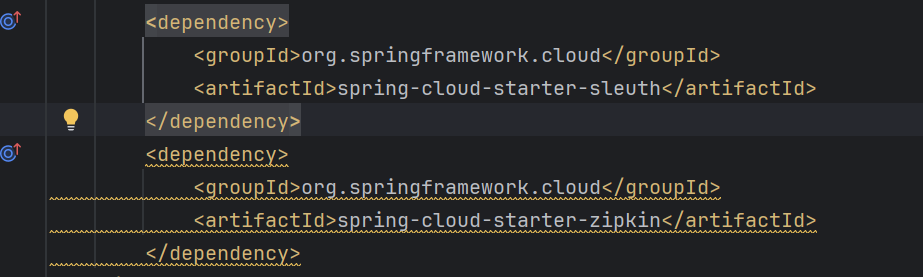 <dependency>
<groupId>org.springframework.cloud</groupId>
<artifactId>spring-cloud-starter-sleuth</artifactId>
</dependency>
<dependency>
<groupId>org.springframework.cloud</groupId>
<artifactId>spring-cloud-starter-zipkin</artifactId>
</dependency>